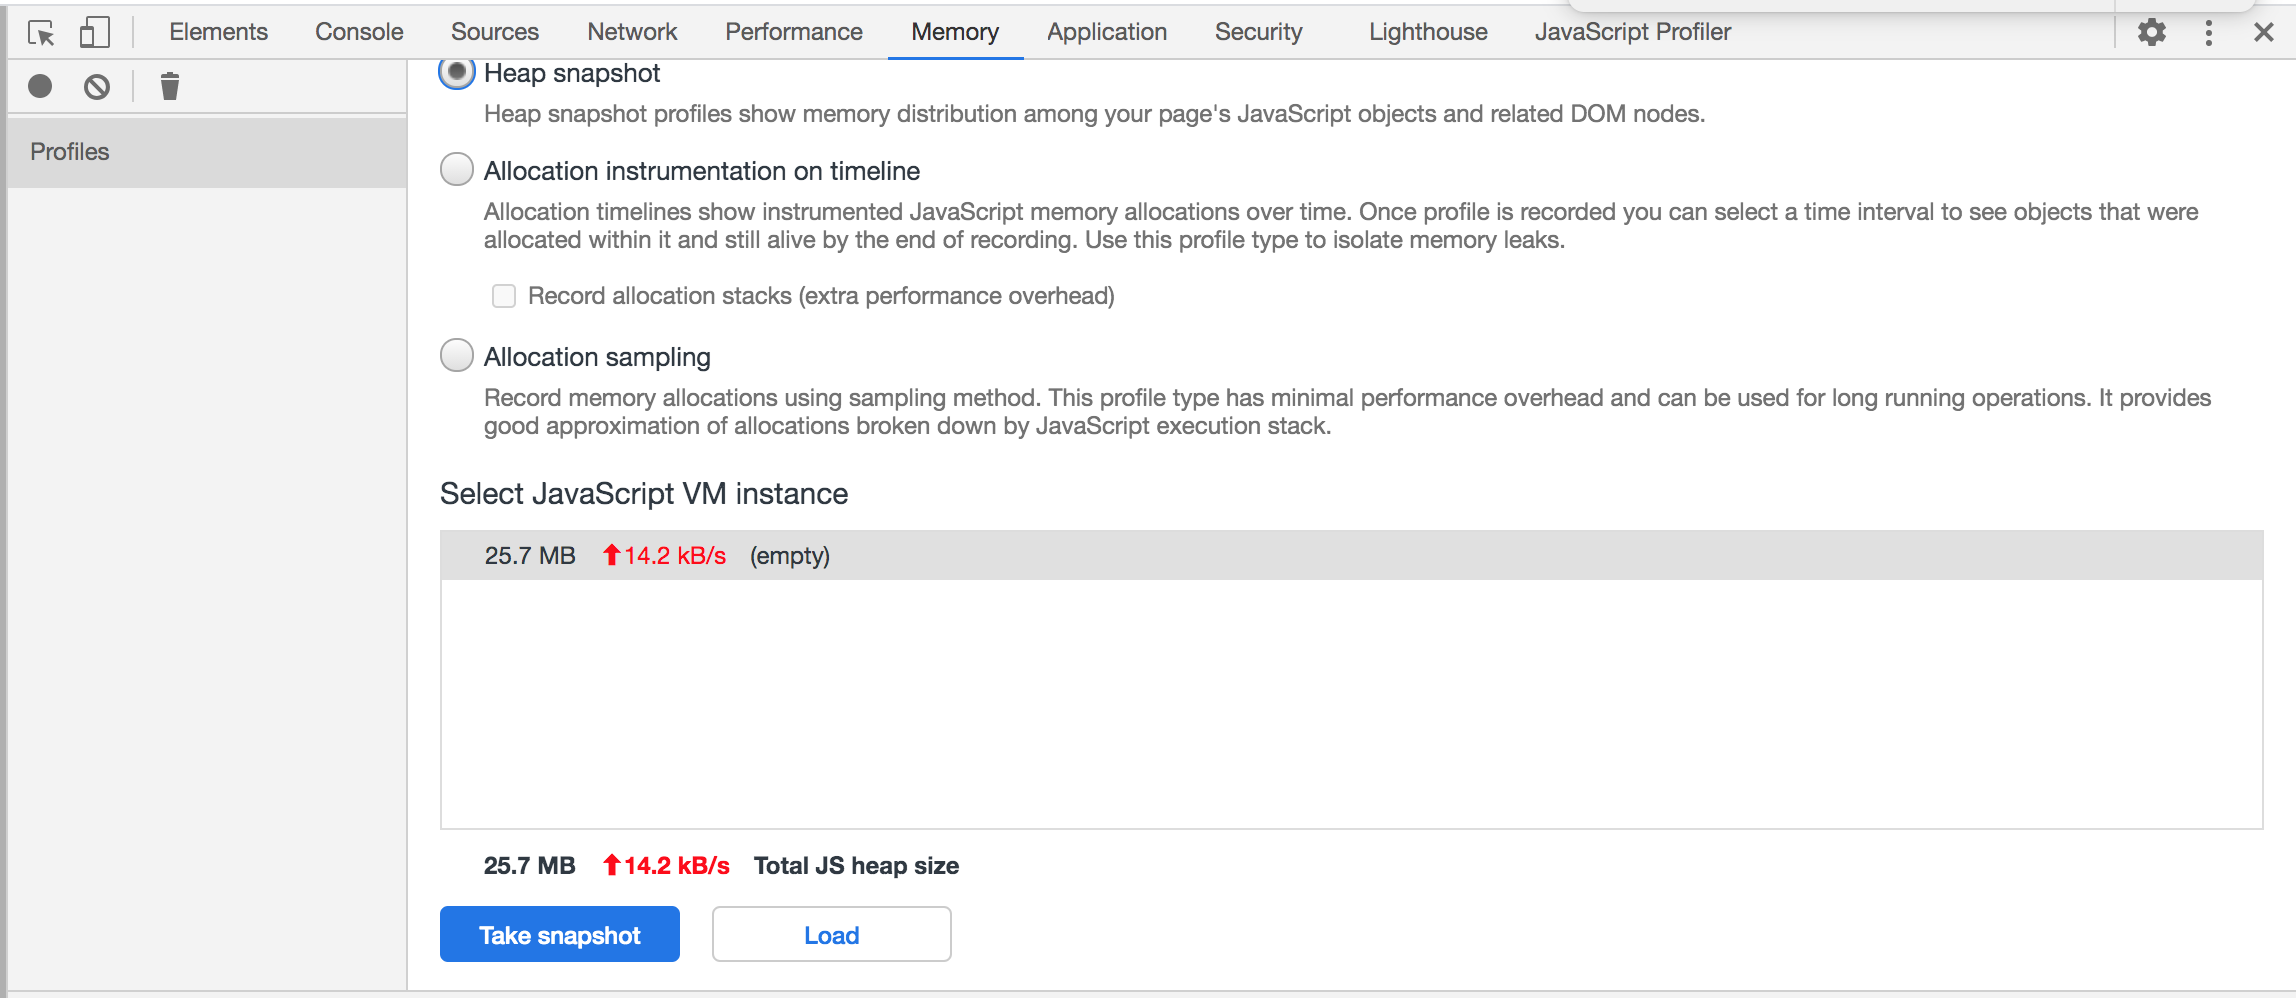 Elements Console Sources Network Performance Memory Application Security Lighthouse JavaScript Profiler
Profiles
Heap snapshot
Heap snapshot profiles show memory distribution among your page's JavaScript objects and related DOM nodes.
Allocation instrumentation on timeline
Allocation timelines show instrumented JavaScript memory allocations over time. Once profile is recorded you can select a time interval to see objects that were
allocated within it and still alive by the end of recording. Use this profile type to isolate memory leaks.
Record allocation stacks (extra performance overhead)
Allocation sampling
Record memory allocations using sampling method. This profile type has minimal performance overhead and can be used for long running operations. It provides
good approximation of allocations broken down by JavaScript execution stack.
Select JavaScript VM instance
25.7 MB 14.2 kB/s (empty)
25.7 MB 14.2 kB/s Total JS heap size
Take snapshot Load